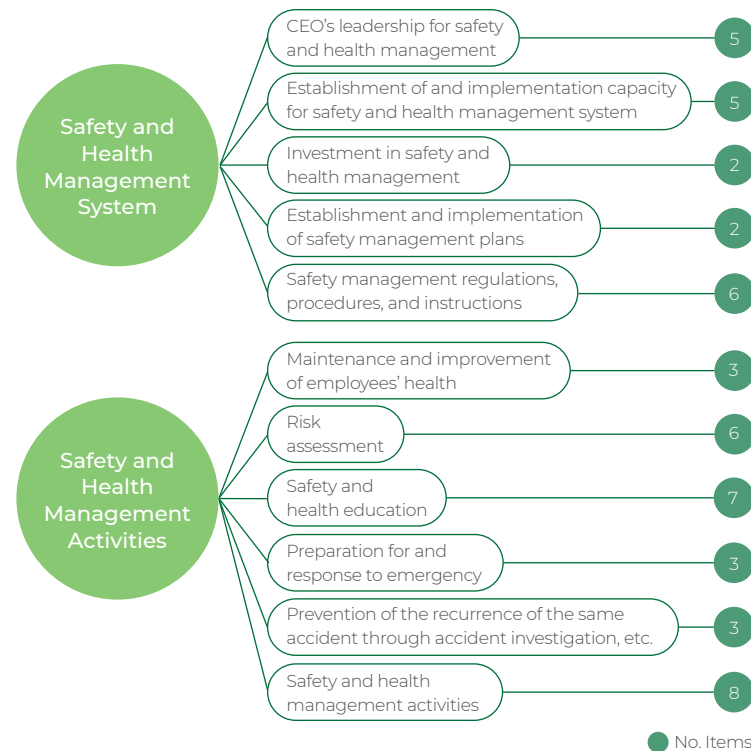 CEO's leadership for safety
and health management
5
Establishment of and implementation capacity
for safety and health management system
5
Safety and
Health
Management
System
Investment in safety and
health management
2
Establishment and implementation
of safety management plans
2
Safety management regulations,
procedures, and instructions
6
Maintenance and improvement
of employees' health
3
Risk
assessment
6
Safety and
Health
Management
Activities
Safety and
health education
7
Preparation for and
response to emergency
3
Prevention of the recurrence of the same
accident through accident investigation, etc.
3
Safety and health
management activities
8
No. Items